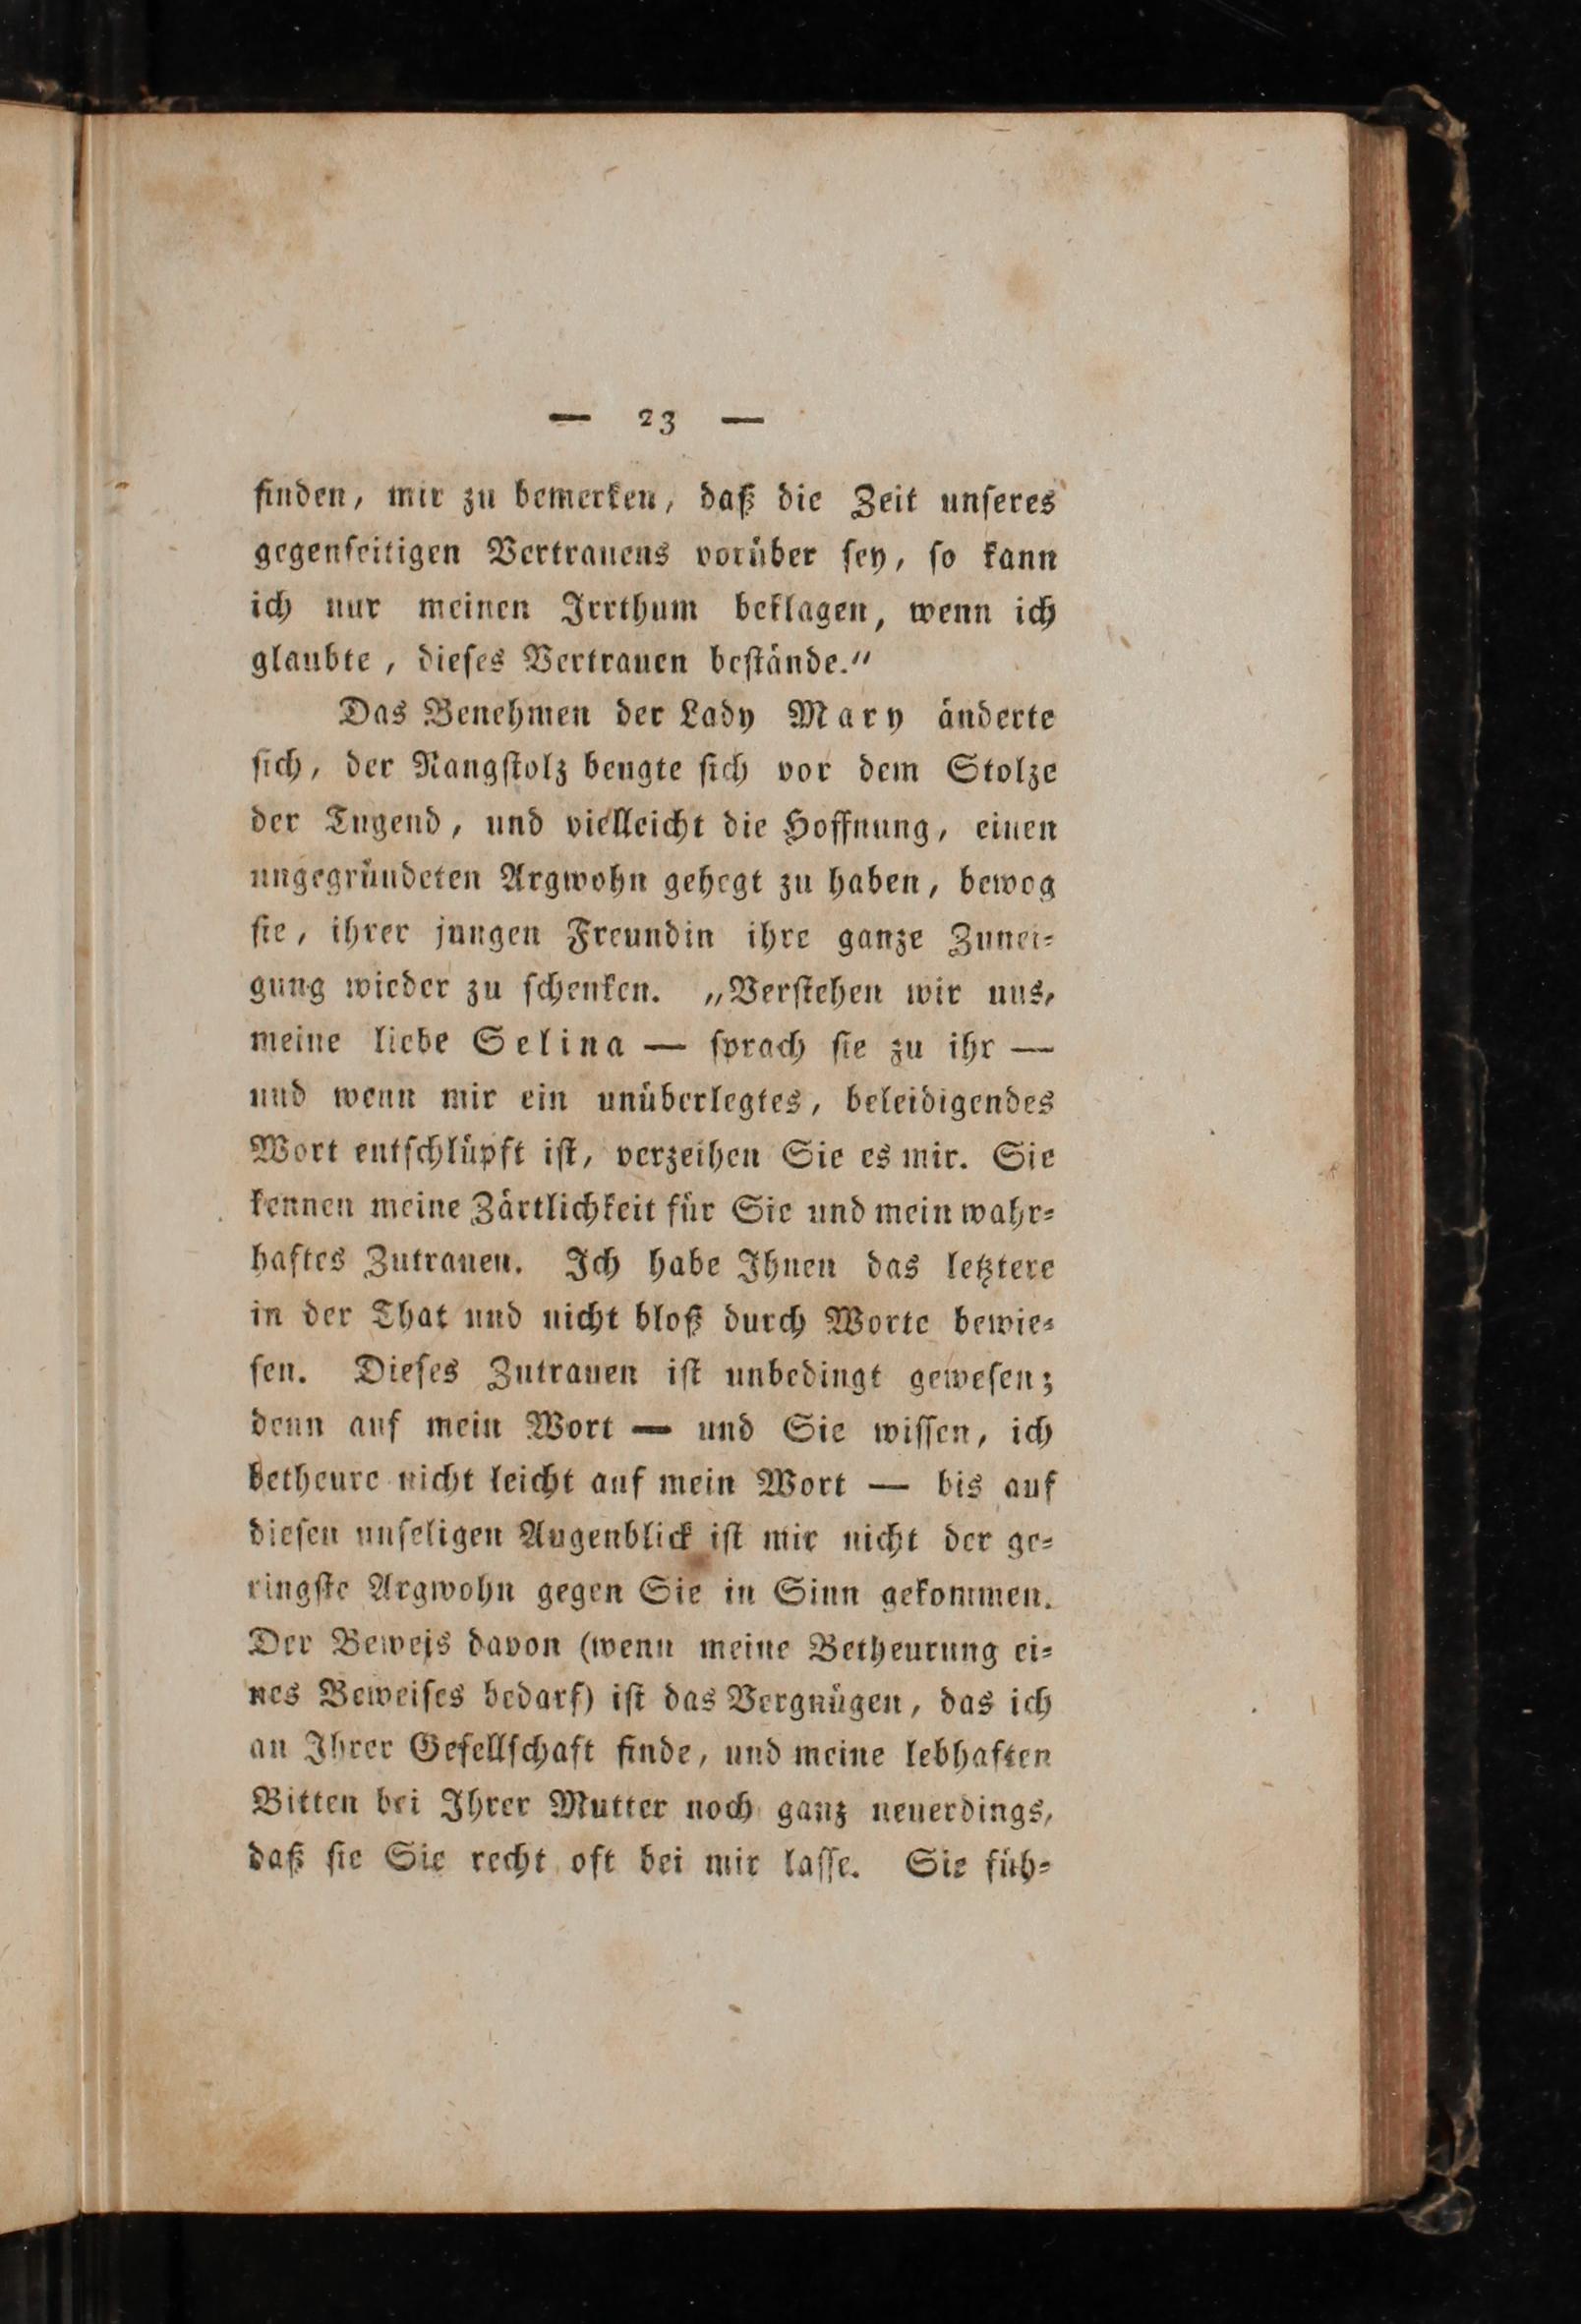 — 23 —
finden, mir zu bemerken, daß die Zeit unſeres
gegenſeitigen Vertrauens vorüber ſey, ſo kann
ich nur meinen Irrthum beklagen, wenn ich
glaubte, dieſes Vertrauen beſtände.“
Das Benehmen der Lady Mary änderte
ſich, der Rangſtolz beugte ſich vor dem Stolze
der Tugend, und vielleicht die Hoffnung, einen
ungegründeten Argwohn gehegt zu haben, bewog
ſie, ihrer jungen Freundin ihre ganze Zunei-
gung wieder zu ſchenken. „Verſtehen wir uns,
meine liebe Selina — ſprach ſie zu ihr —
und wenn mir ein unüberlegtes, beleidigendes
Wort entſchlüpft iſt, verzeihen Sie es mir. Sie
kennen meine Zärtlichkeit für Sie und mein wahr-
haftes Zutrauen. Ich habe Ihnen das letztere
in der That und nicht bloß durch Worte bewie-
ſen. Dieſes Zutrauen iſt unbedingt geweſen;
denn auf mein Wort — und Sie wiſſen, ich
betheure nicht leicht auf mein Wort — bis auf
dieſen unſeligen Augenblick iſt mir nicht der ge-
ringſte Argwohn gegen Sie in Sinn gekommen.
Der Beweis davon (wenn meine Betheurung ei-
nes Beweiſes bedarf) iſt das Vergnügen, das ich
an Ihrer Geſellſchaft finde, und meine lebhaften
Bitten bei Ihrer Mutter noch ganz neuerdings,
daß ſie Sie recht oft bei mir laſſe. Sie füh-